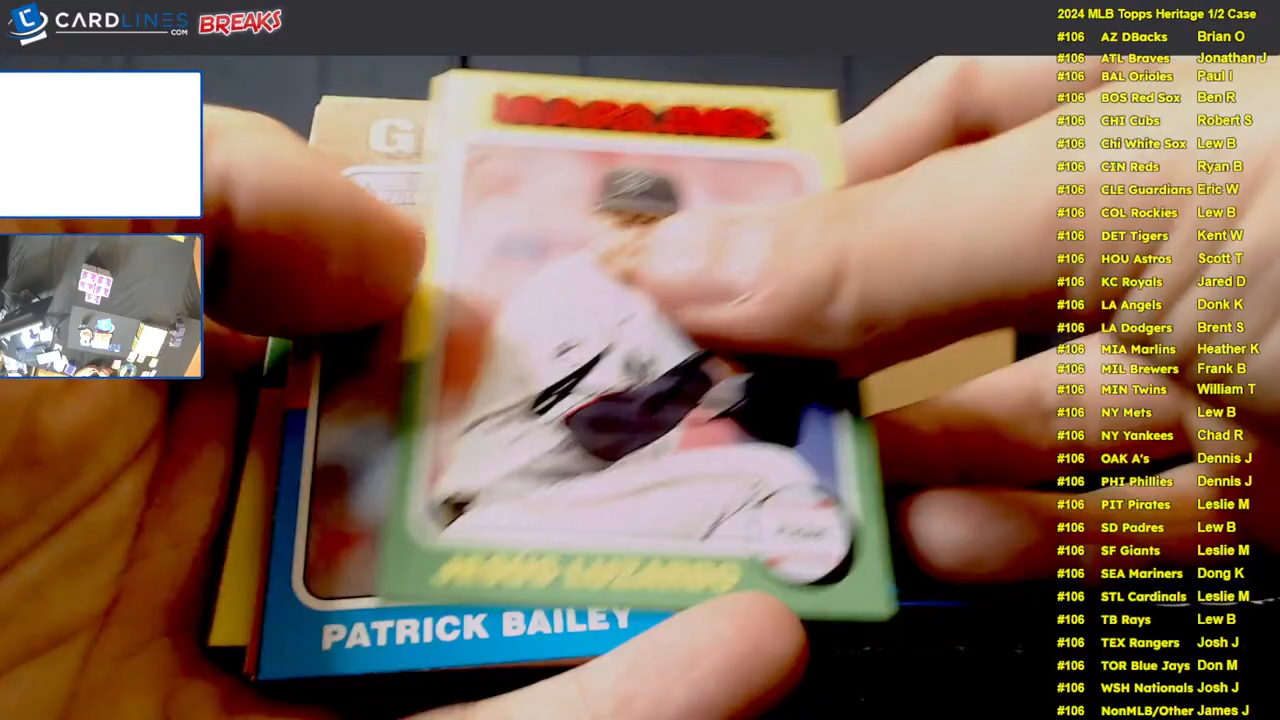 CARDLINES
.COM
BREAKS
2024 MLB Topps Heritage 1/2 Case
#106 AZ DBacks Brian O
#106 ATL Braves Jonathan J
#106 BAL Orioles Paul I
#106 BOS Red Sox Ben R
#106 CHI Cubs Robert S
#106 Chi White Sox Lew B
#106 CIN Reds Ryan B
#106 CLE Guardians Eric W
#106 COL Rockies Lew B
#106 DET Tigers Kent W
#106 HOU Astros Scott T
#106 KC Royals Jared D
#106 LA Angels Donk K
#106 LA Dodgers Brent S
#106 MIA Marlins Heather K
#106 MIL Brewers Frank B
#106 MIN Twins William T
#106 NY Mets Lew B
#106 NY Yankees Chad R
#106 OAK A's Dennis J
#106 PHI Phillies Dennis J
#106 PIT Pirates Leslie M
#106 SD Padres Lew B
#106 SF Giants Leslie M
#106 SEA Mariners Dong K
#106 STL Cardinals Leslie M
#106 TB Rays Lew B
#106 TEX Rangers Josh J
#106 TOR Blue Jays Don M
#106 WSH Nationals Josh J
#106 NonMLB/Other James J
PATRICK BAILEY